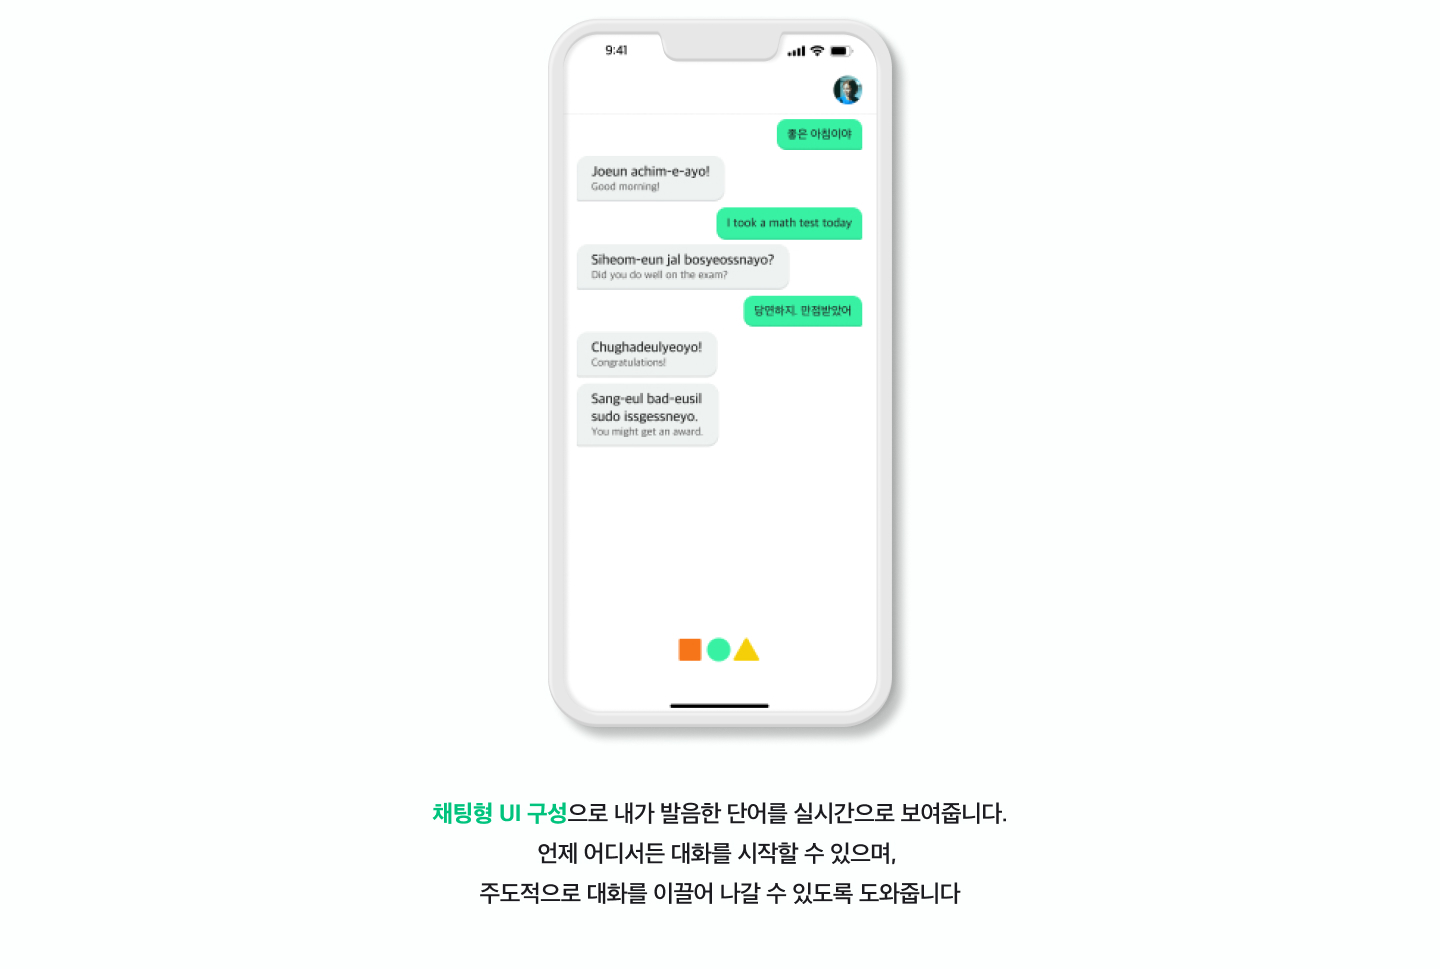 9:41
좋은 아침이야
Joeun achim-e-ayo!
Good morning!
I took a math test today
Siheom-eun jal bosyeossnayo?
Did you do well on the exam?
당연하지. 만점받았어
Chughadeulyeoyo!
Congratulations!
Sang-eul bad-eusil
sudo issgessneyo.
You might get an award.
채팅형 UI 구성으로 내가 발음한 단어를 실시간으로 보여줍니다.
언제 어디서든 대화를 시작할 수 있으며,
주도적으로 대화를 이끌어 나갈 수 있도록 도와줍니다